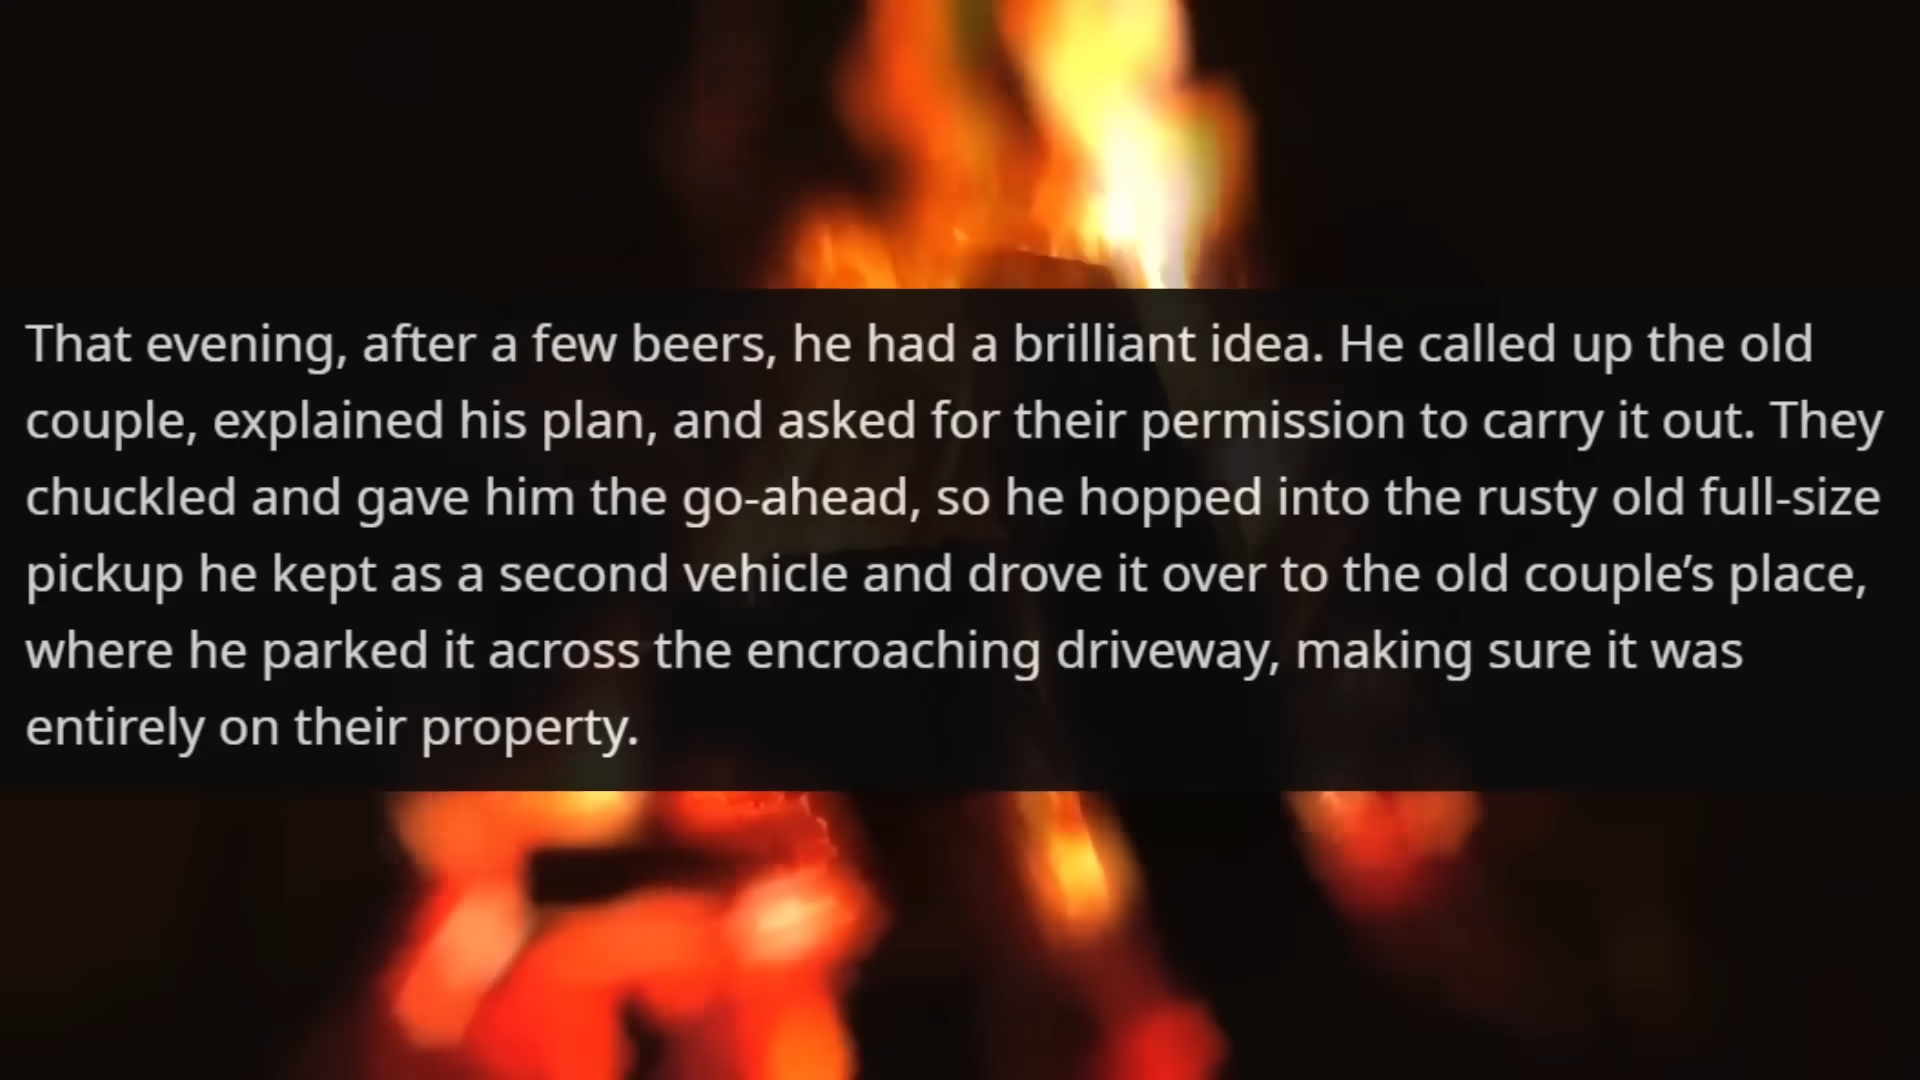 That evening, after a few beers, he had a brilliant idea. He called up the old
couple, explained his plan, and asked for their permission to carry it out. They
chuckled and gave him the go-ahead, so he hopped into the rusty old full-size
pickup he kept as a second vehicle and drove it over to the old couple’s place,
where he parked it across the encroaching driveway, making sure it was
entirely on their property.